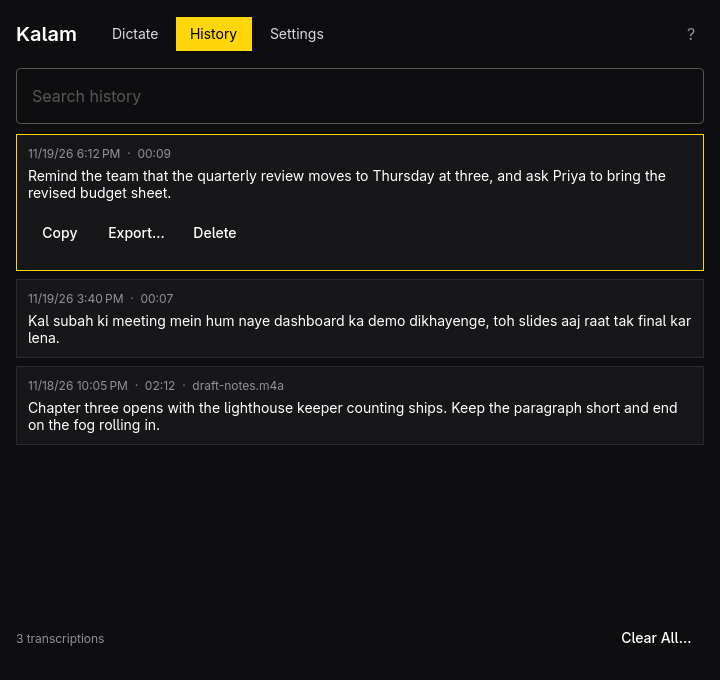 Kalam Dictate History Settings ?
Search history
11/19/26 6:12 PM · 00:09
Remind the team that the quarterly review moves to Thursday at three, and ask Priya to bring the
revised budget sheet.
Copy Export... Delete
11/19/26 3:40 PM · 00:07
Kal subah ki meeting mein hum naye dashboard ka demo dikhayenge, toh slides aaj raat tak final kar
lena.
11/18/26 10:05 PM · 02:12 · draft-notes.m4a
Chapter three opens with the lighthouse keeper counting ships. Keep the paragraph short and end
on the fog rolling in.
3 transcriptions Clear All...